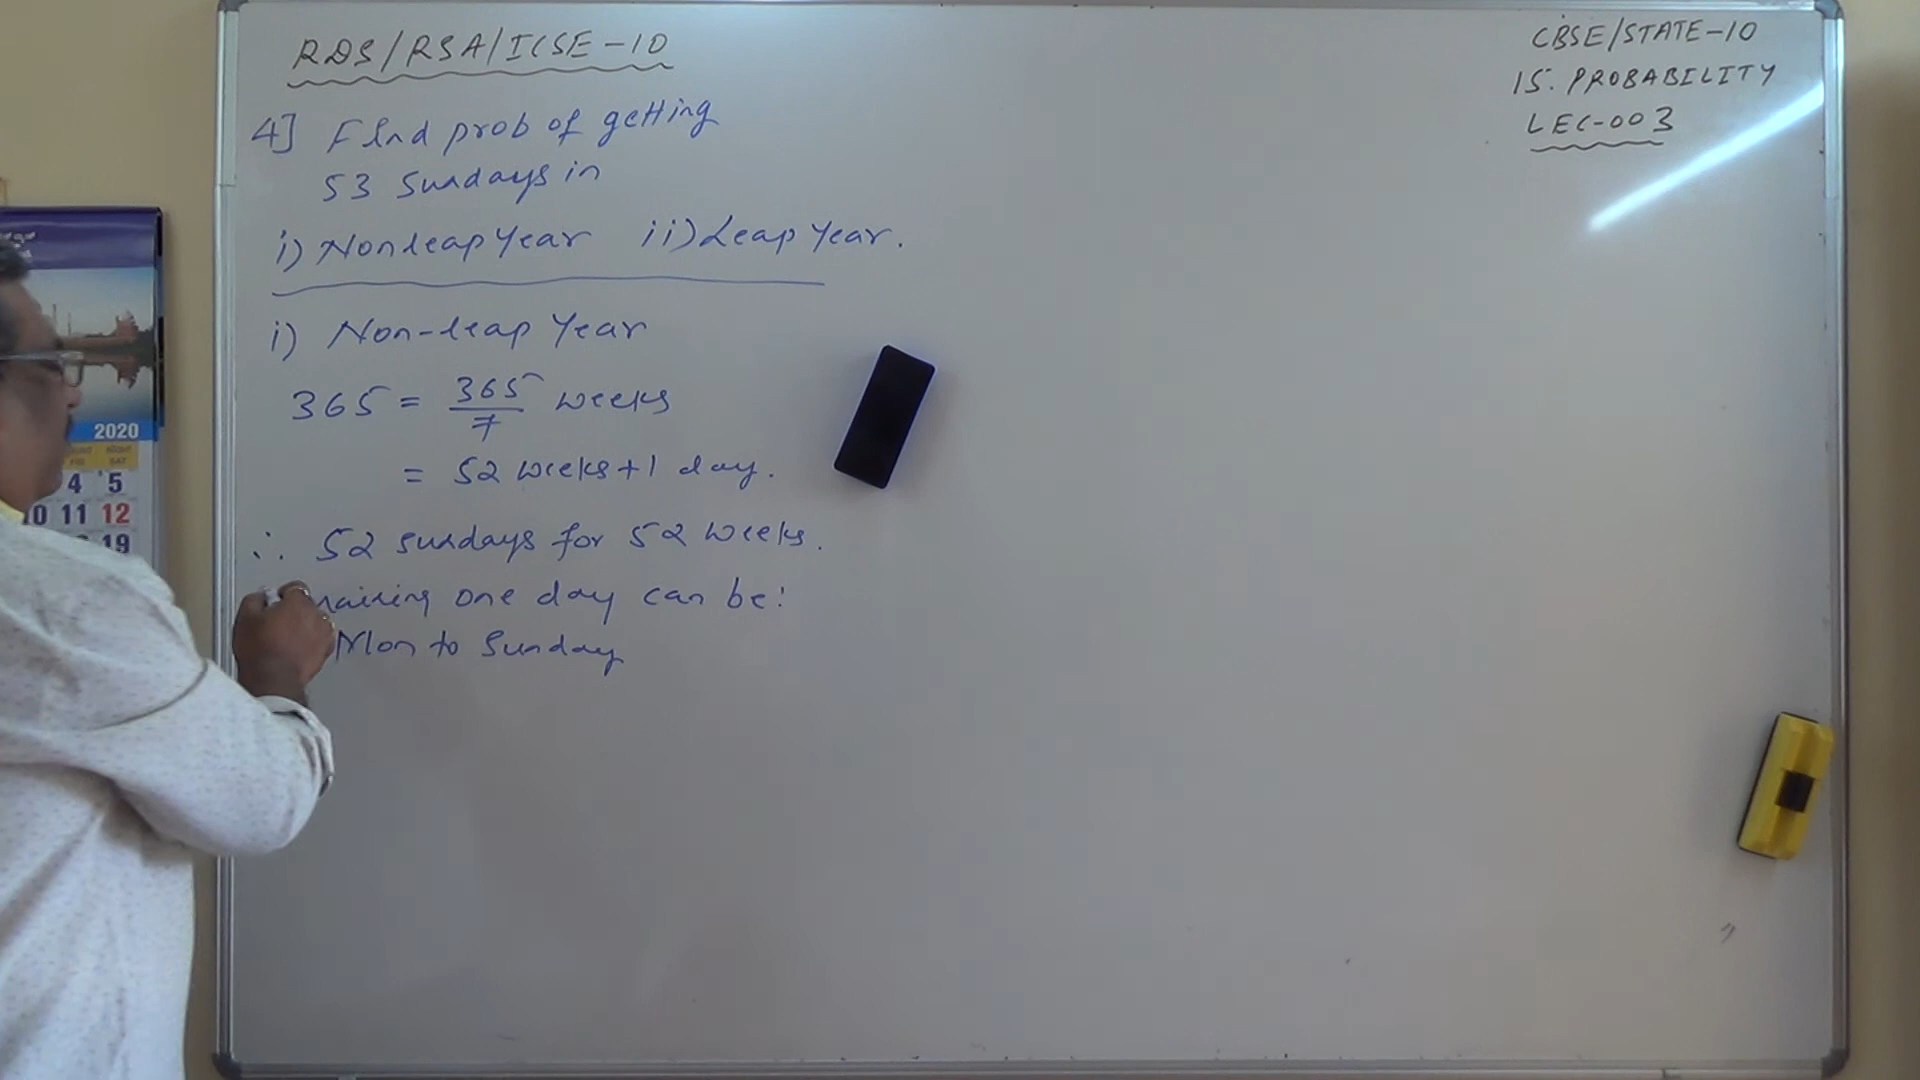 RDS/RSA/ICSE-10
CBSE/STATE-10
15. PROBABILITY
LEC-003
4] Find prob of getting
53 Sundays in
i) Nonleap Year ii) Leap Year.
i) Non-leap Year
365 = 365/7 weeks
= 52 weeks + 1 day.
∴ 52 sundays for 52 weeks.
one day can be:
Mon to Sunday
2020
FRI SAT
4 5
10 11 12
19